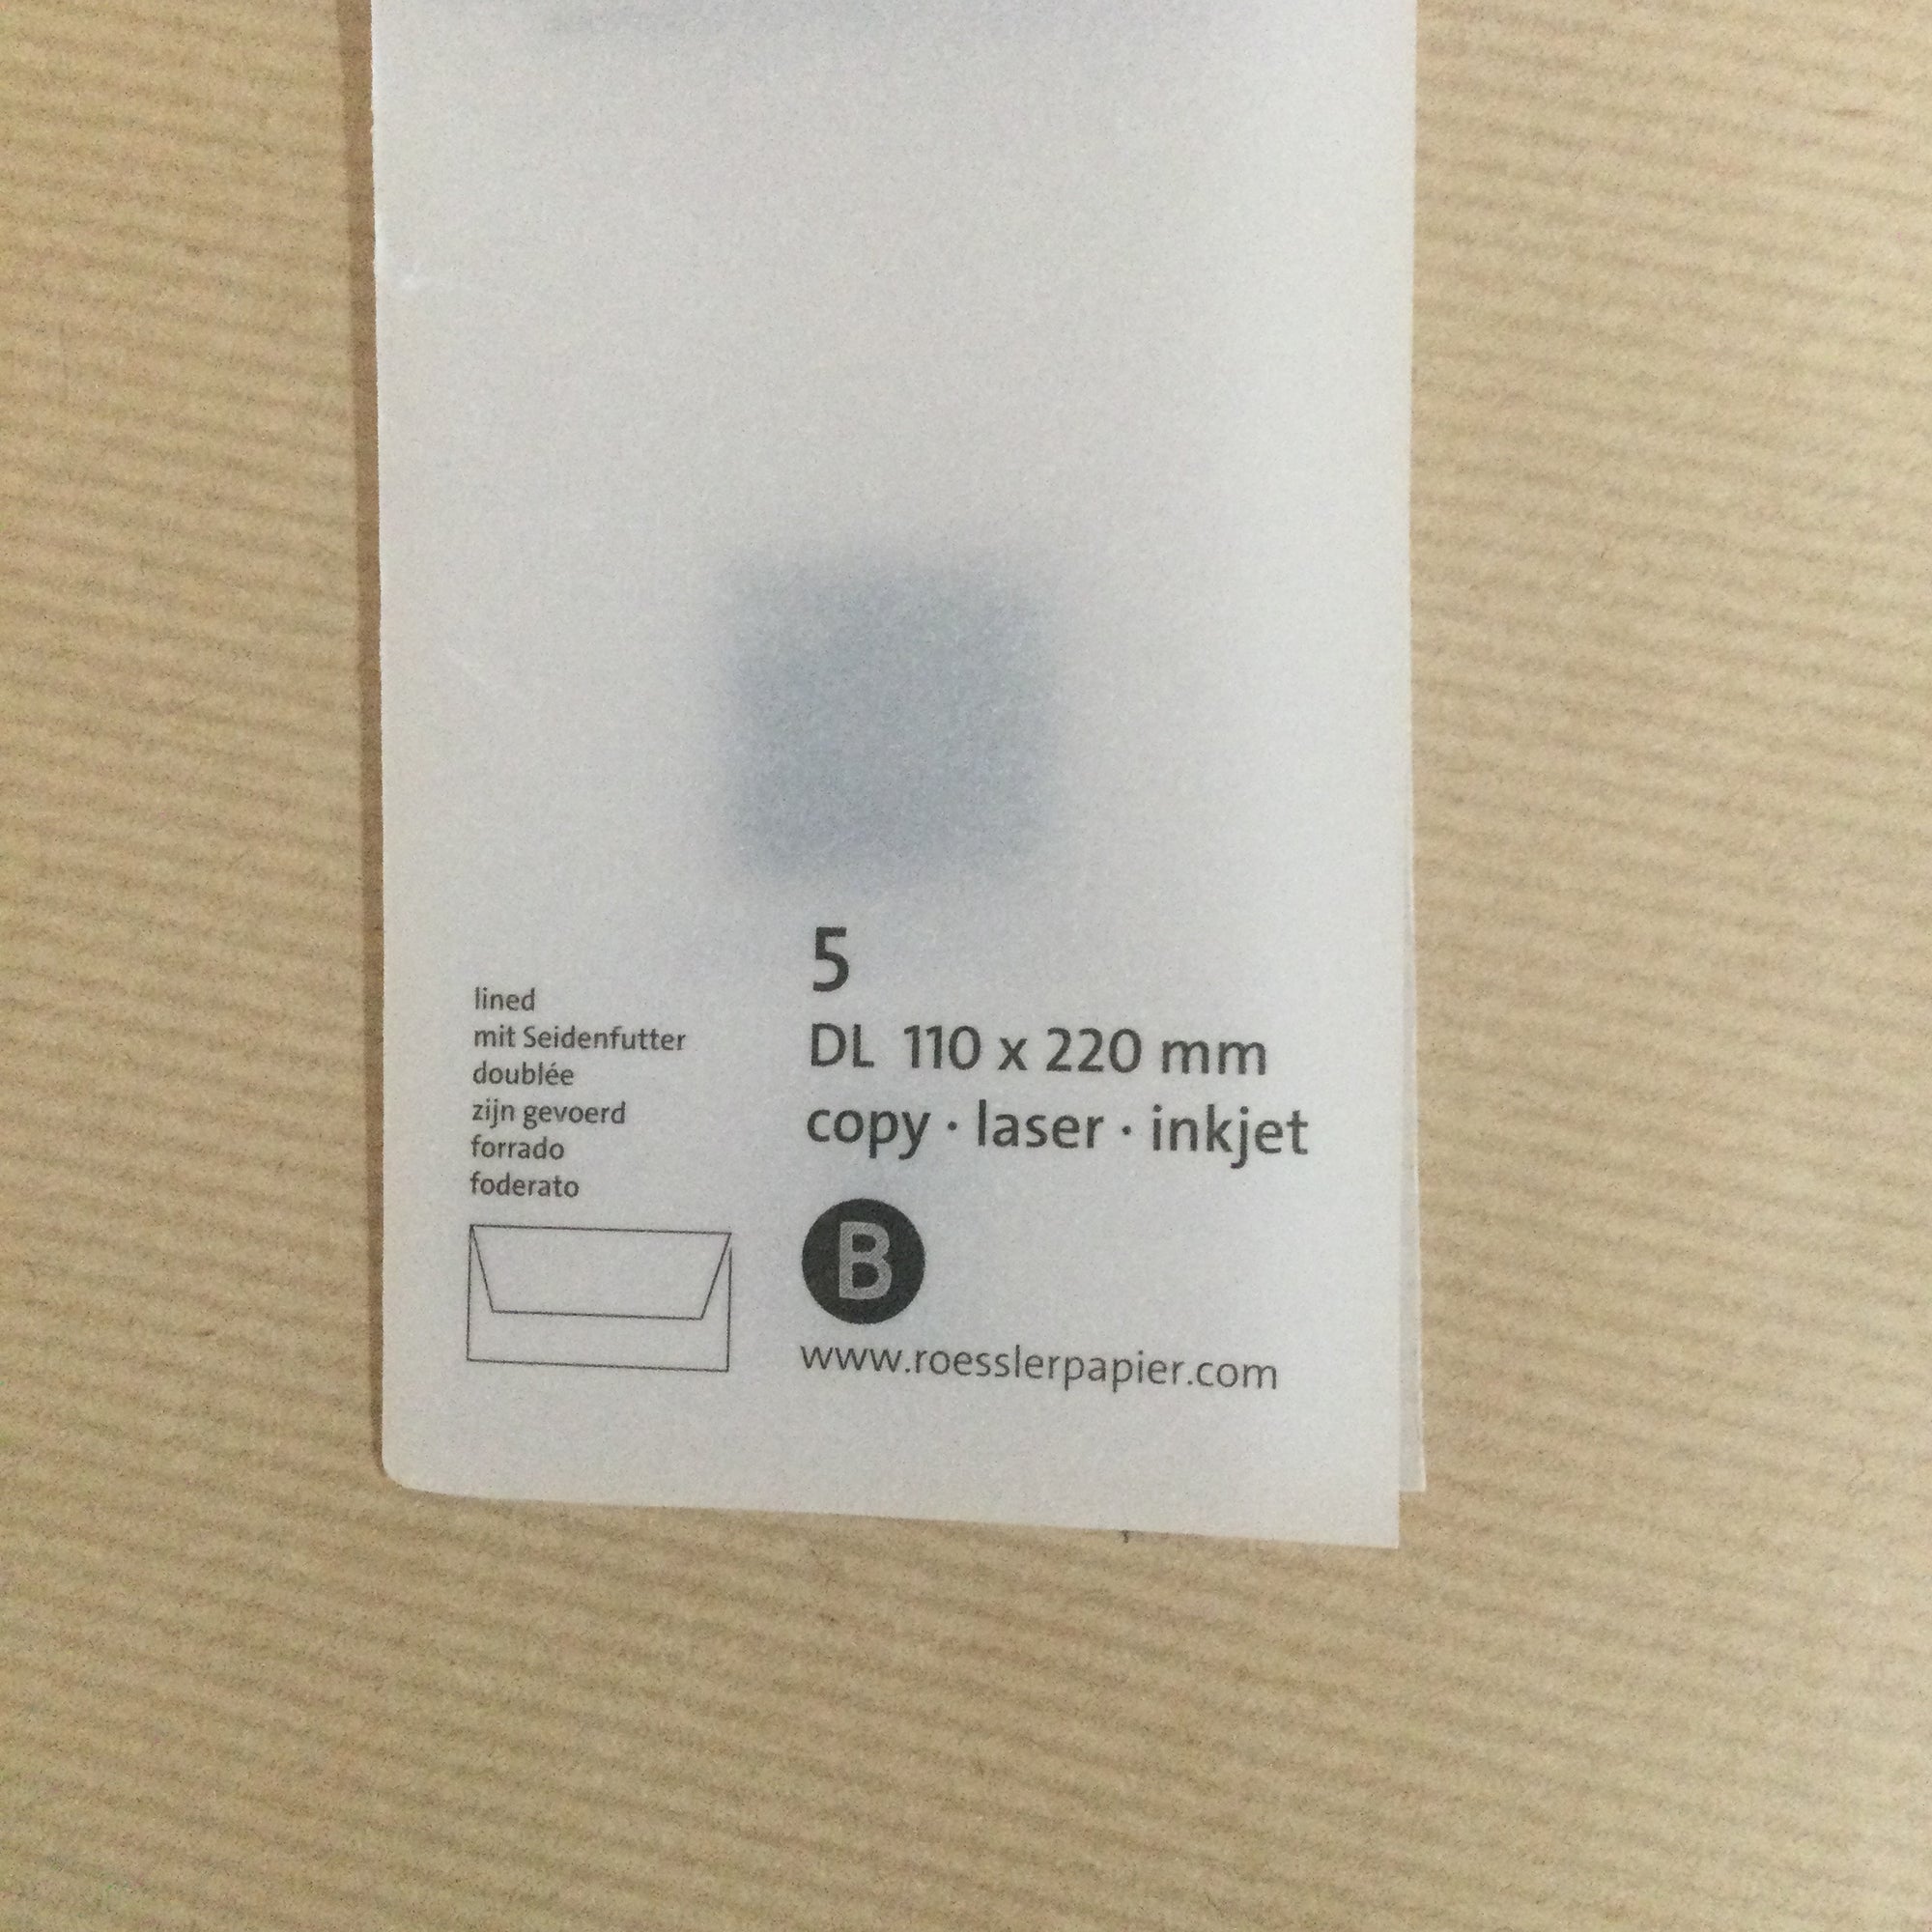 lined
mit Seidenfutter
doublée
zijn gevoerd
forrado
foderato
5
DL 110 x 220 mm
copy · laser · inkjet
B
www.roesslerpapier.com